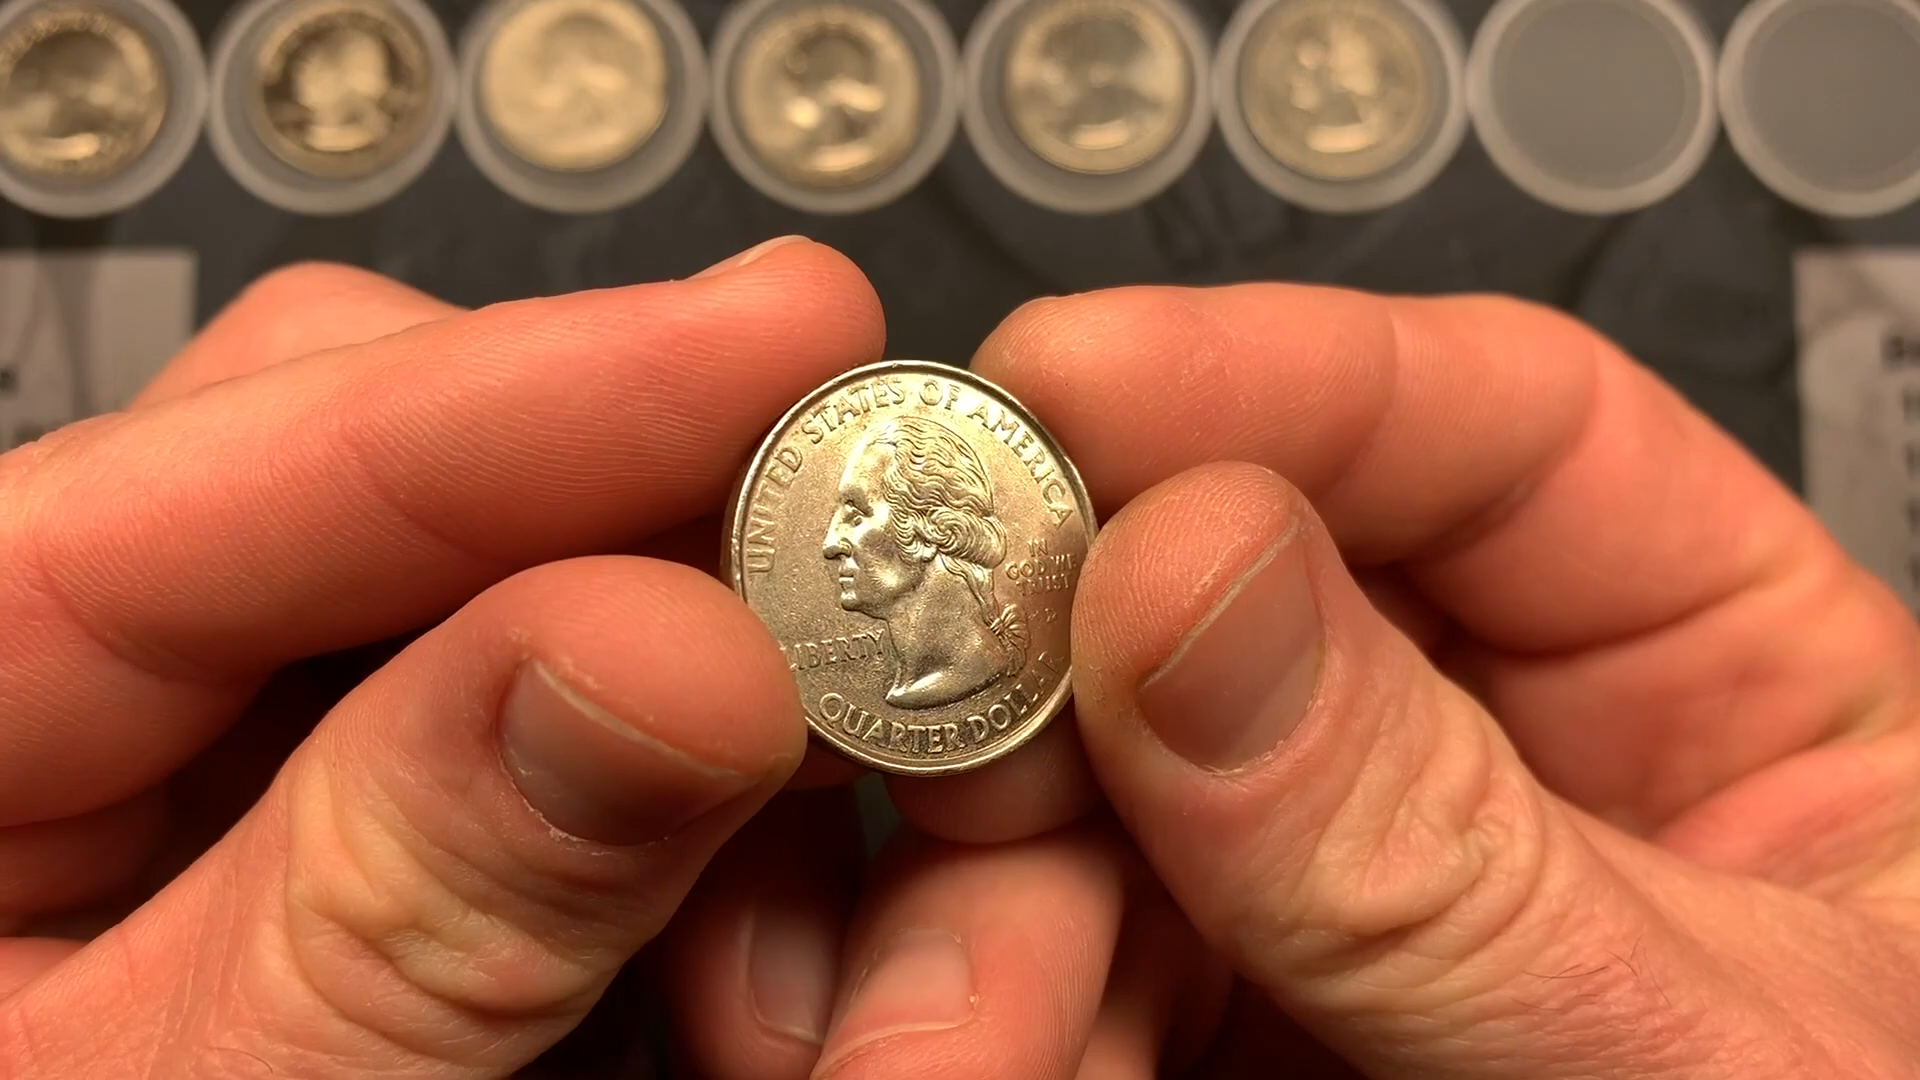 UNITED STATES OF AMERICA
IN
GOD WE
TRUST
LIBERTY
QUARTER DOLLAR